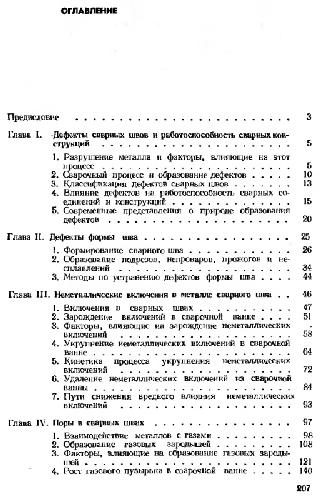 ОГЛАВЛЕНИЕ
Предисловие . . . . . . . . . . . . . . . 3
Глава I. Дефекты сварных швов и работоспособность сварных кон-
струкций . . . . . . . . . . . . . . . 5
1. Разрушение металла и факторы, влияющие на этот
процесс . . . . . . . . . . . . . . . 5
2. Сварочный процесс и образование дефектов . . . . 10
3. Классификация дефектов сварных швов . . . . . 13
4. Влияние дефектов на работоспособность сварных со-
единений и конструкций . . . . . . . . . 15
5. Современные представления о природе образования
дефектов . . . . . . . . . . . . . . . 20
Глава II. Дефекты формы шва . . . . . . . . . . . 25
1. Формирование сварного шва . . . . . . . . 26
2. Образование подрезов, непроваров, прожогов и не-
сплавлений . . . . . . . . . . . . . . 34
3. Методы по устранению дефектов формы шва . . . 44
Глава III. Неметаллические включения в металле сварного шва . . 46
1. Включения в сварных швах . . . . . . . . 47
2. Зарождение включений в сварочной ванне . . . . 51
3. Факторы, влияющие на зарождение неметаллических
включений . . . . . . . . . . . . . . 58
4. Укрупнение неметаллических включений в сварочной
ванне . . . . . . . . . . . . . . . . 64
5. Кинетика процесса укрупнения неметаллических
включений . . . . . . . . . . . . . . 72
6. Удаление неметаллических включений из сварочной
ванны . . . . . . . . . . . . . . . . 84
7. Пути снижения вредного влияния неметаллических
включений . . . . . . . . . . . . . . 93
Глава IV. Поры в сварных швах . . . . . . . . . . . 97
1. Взаимодействие металлов с газами . . . . . . 98
2. Образование газовых зародышей . . . . . . . 108
3. Факторы, влияющие на образование газовых зароды-
шей . . . . . . . . . . . . . . . . . 121
4. Рост газового пузырька в сварочной ванне . . . . 140
207